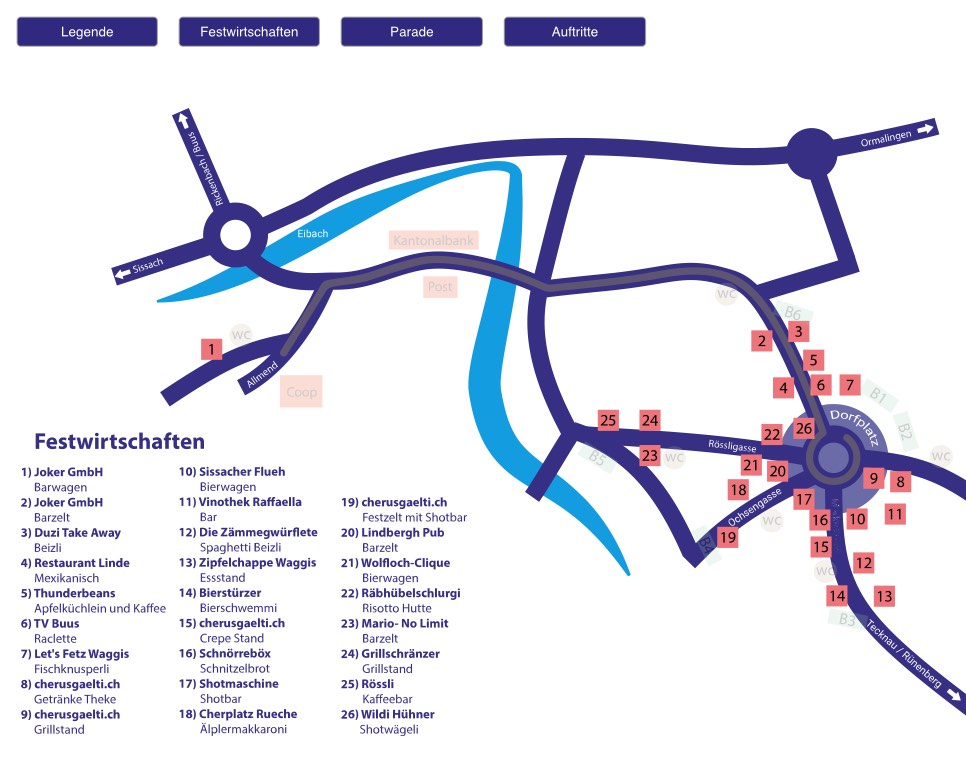 Legende
Festwirtschaften
Parade
Auftritte
Rickenbach / Buus
Ormalingen
Sissach
Eibach
Kantonalbank
Post
WC
B6
WC
1
2
3
5
4
6
7
Allmend
Coop
B1
Dorfplatz
B2
25
24
26
22
Rössligasse
23
WC
B5
21
20
WC
9
8
18
17
Ochsengasse
WC
16
10
11
19
15
12
WC
14
13
B3
Tecknau / Rünenberg
Festwirtschaften
1) Joker GmbH
Barwagen
2) Joker GmbH
Barzelt
3) Duzi Take Away
Beizli
4) Restaurant Linde
Mexikanisch
5) Thunderbeans
Apfelküchlein und Kaffee
6) TV Buus
Raclette
7) Let's Fetz Waggis
Fischknusperli
8) cherusgaelti.ch
Getränke Theke
9) cherusgaelti.ch
Grillstand
10) Sissacher Flueh
Bierwagen
11) Vinothek Raffaella
Bar
12) Die Zämmegwürflete
Spaghetti Beizli
13) Zipfelchappe Waggis
Essstand
14) Bierstürzer
Bierschwemmi
15) cherusgaelti.ch
Crepe Stand
16) Schnörreböx
Schnitzelbrot
17) Shotmaschine
Shotbar
18) Cherplatz Rueche
Älplermakkaroni
19) cherusgaelti.ch
Festzelt mit Shotbar
20) Lindbergh Pub
Barzelt
21) Wolfloch-Clique
Bierwagen
22) Räbhübelschlurgi
Risotto Hutte
23) Mario- No Limit
Barzelt
24) Grillschränzer
Grillstand
25) Rössli
Kaffeebar
26) Wildi Hühner
Shotwägeli